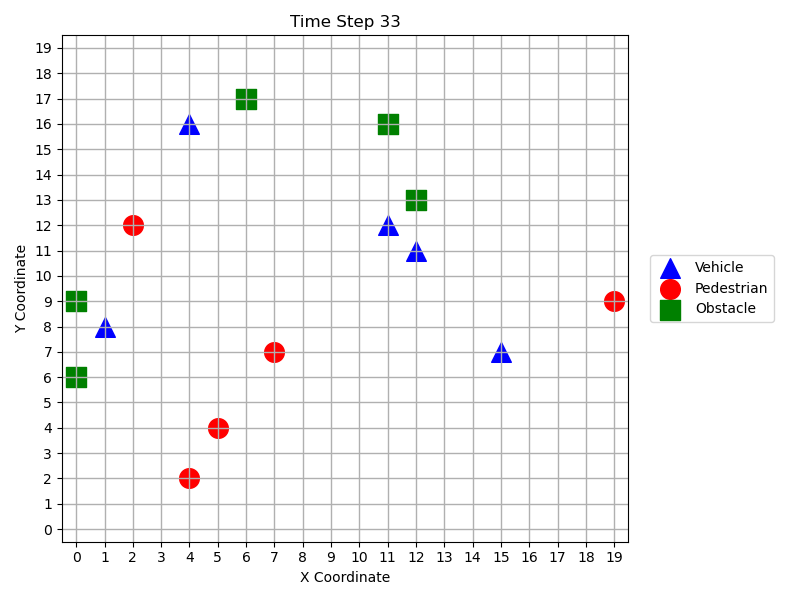 Time Step 33
19
18
17
16
15
14
13
12
11
10
9
8
7
6
5
4
3
2
1
0
Y Coordinate
0 1 2 3 4 5 6 7 8 9 10 11 12 13 14 15 16 17 18 19
X Coordinate
Vehicle
Pedestrian
Obstacle